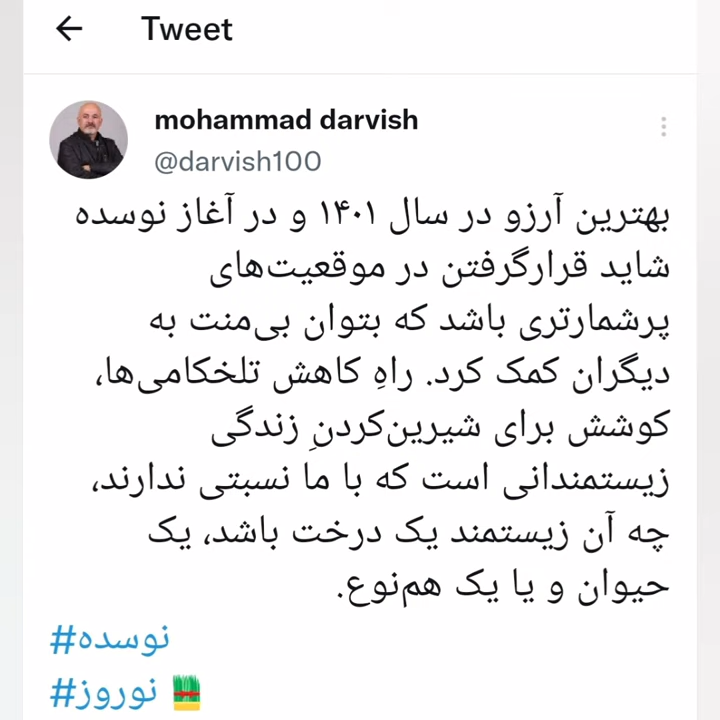 Tweet
mohammad darvish
@darvish100
بهترین آرزو در سال ۱۴۰۱ و در آغاز نوسده
شاید قرارگرفتن در موقعیت‌های
پرشمارتری باشد که بتوان بی‌منت به
دیگران کمک کرد. راهِ کاهش تلخکامی‌ها،
کوشش برای شیرین‌کردنِ زندگی
زیستمندانی است که با ما نسبتی ندارند،
چه آن زیستمند یک درخت باشد، یک
حیوان و یا یک هم‌نوع.
#نوسده
#نوروز